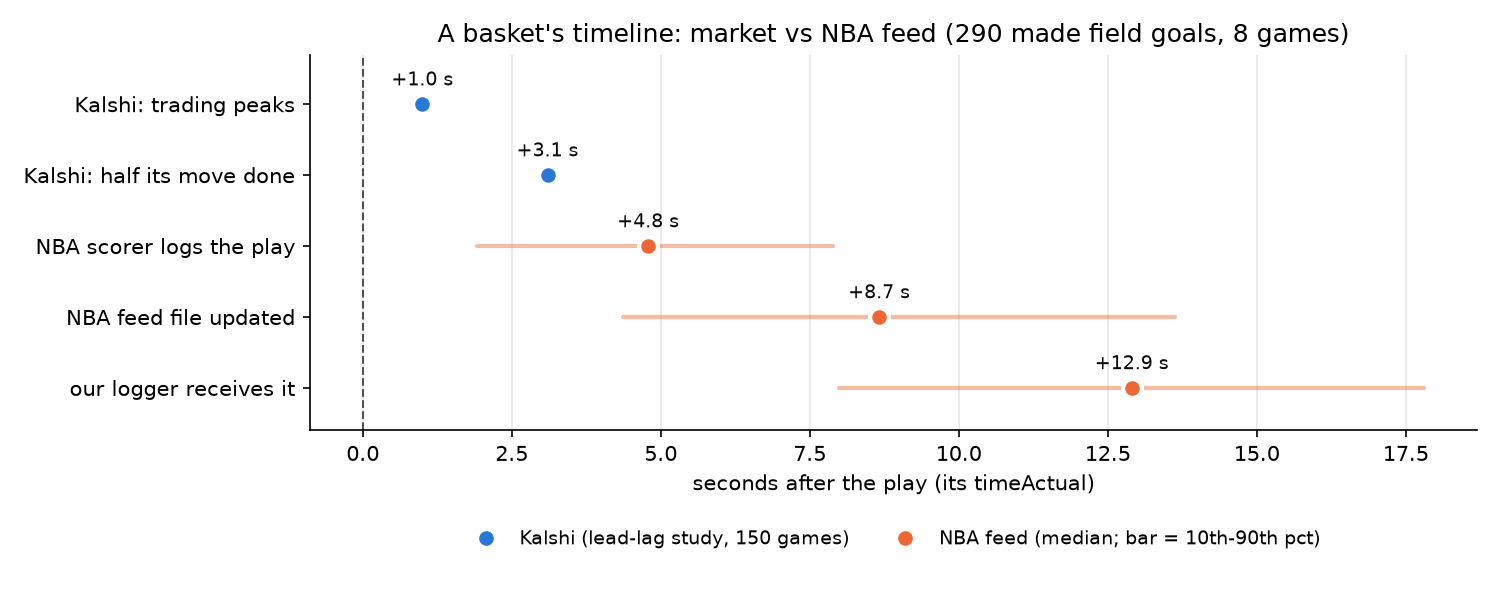 A basket's timeline: market vs NBA feed (290 made field goals, 8 games)
Kalshi: trading peaks
+1.0 s
Kalshi: half its move done
+3.1 s
NBA scorer logs the play
+4.8 s
NBA feed file updated
+8.7 s
our logger receives it
+12.9 s
0.0 2.5 5.0 7.5 10.0 12.5 15.0 17.5
seconds after the play (its timeActual)
Kalshi (lead-lag study, 150 games) NBA feed (median; bar = 10th-90th pct)